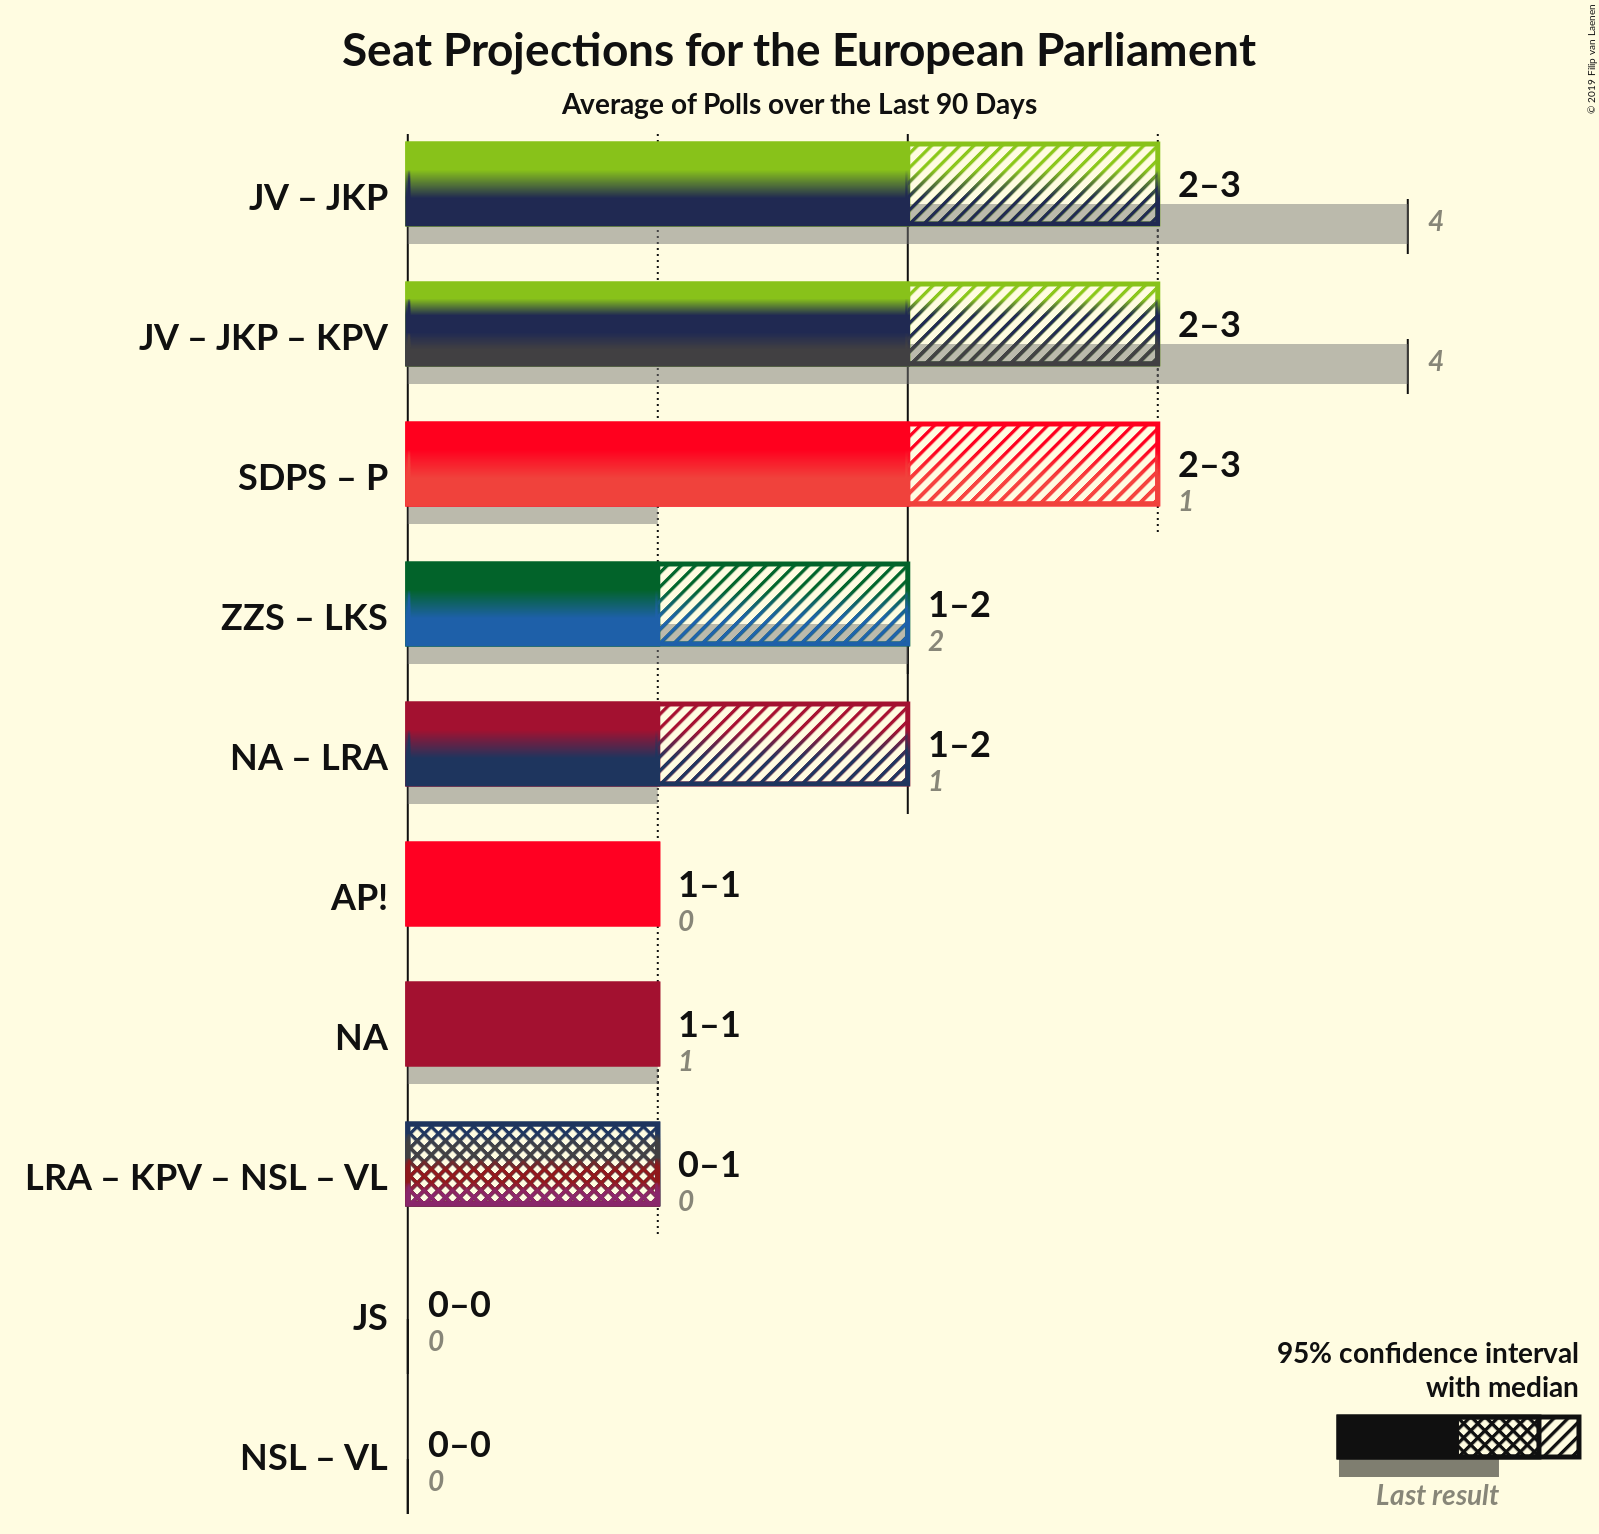 Seat Projections for the European Parliament
Average of Polls over the Last 90 Days
© 2019 Filip van Laenen
JV – JKP
2–3
4
JV – JKP – KPV
2–3
4
SDPS – P
2–3
1
ZZS – LKS
1–2
2
NA – LRA
1–2
1
AP!
1–1
0
NA
1–1
1
LRA – KPV – NSL – VL
0–1
0
JS
0–0
0
NSL – VL
0–0
0
95% confidence interval
with median
Last result